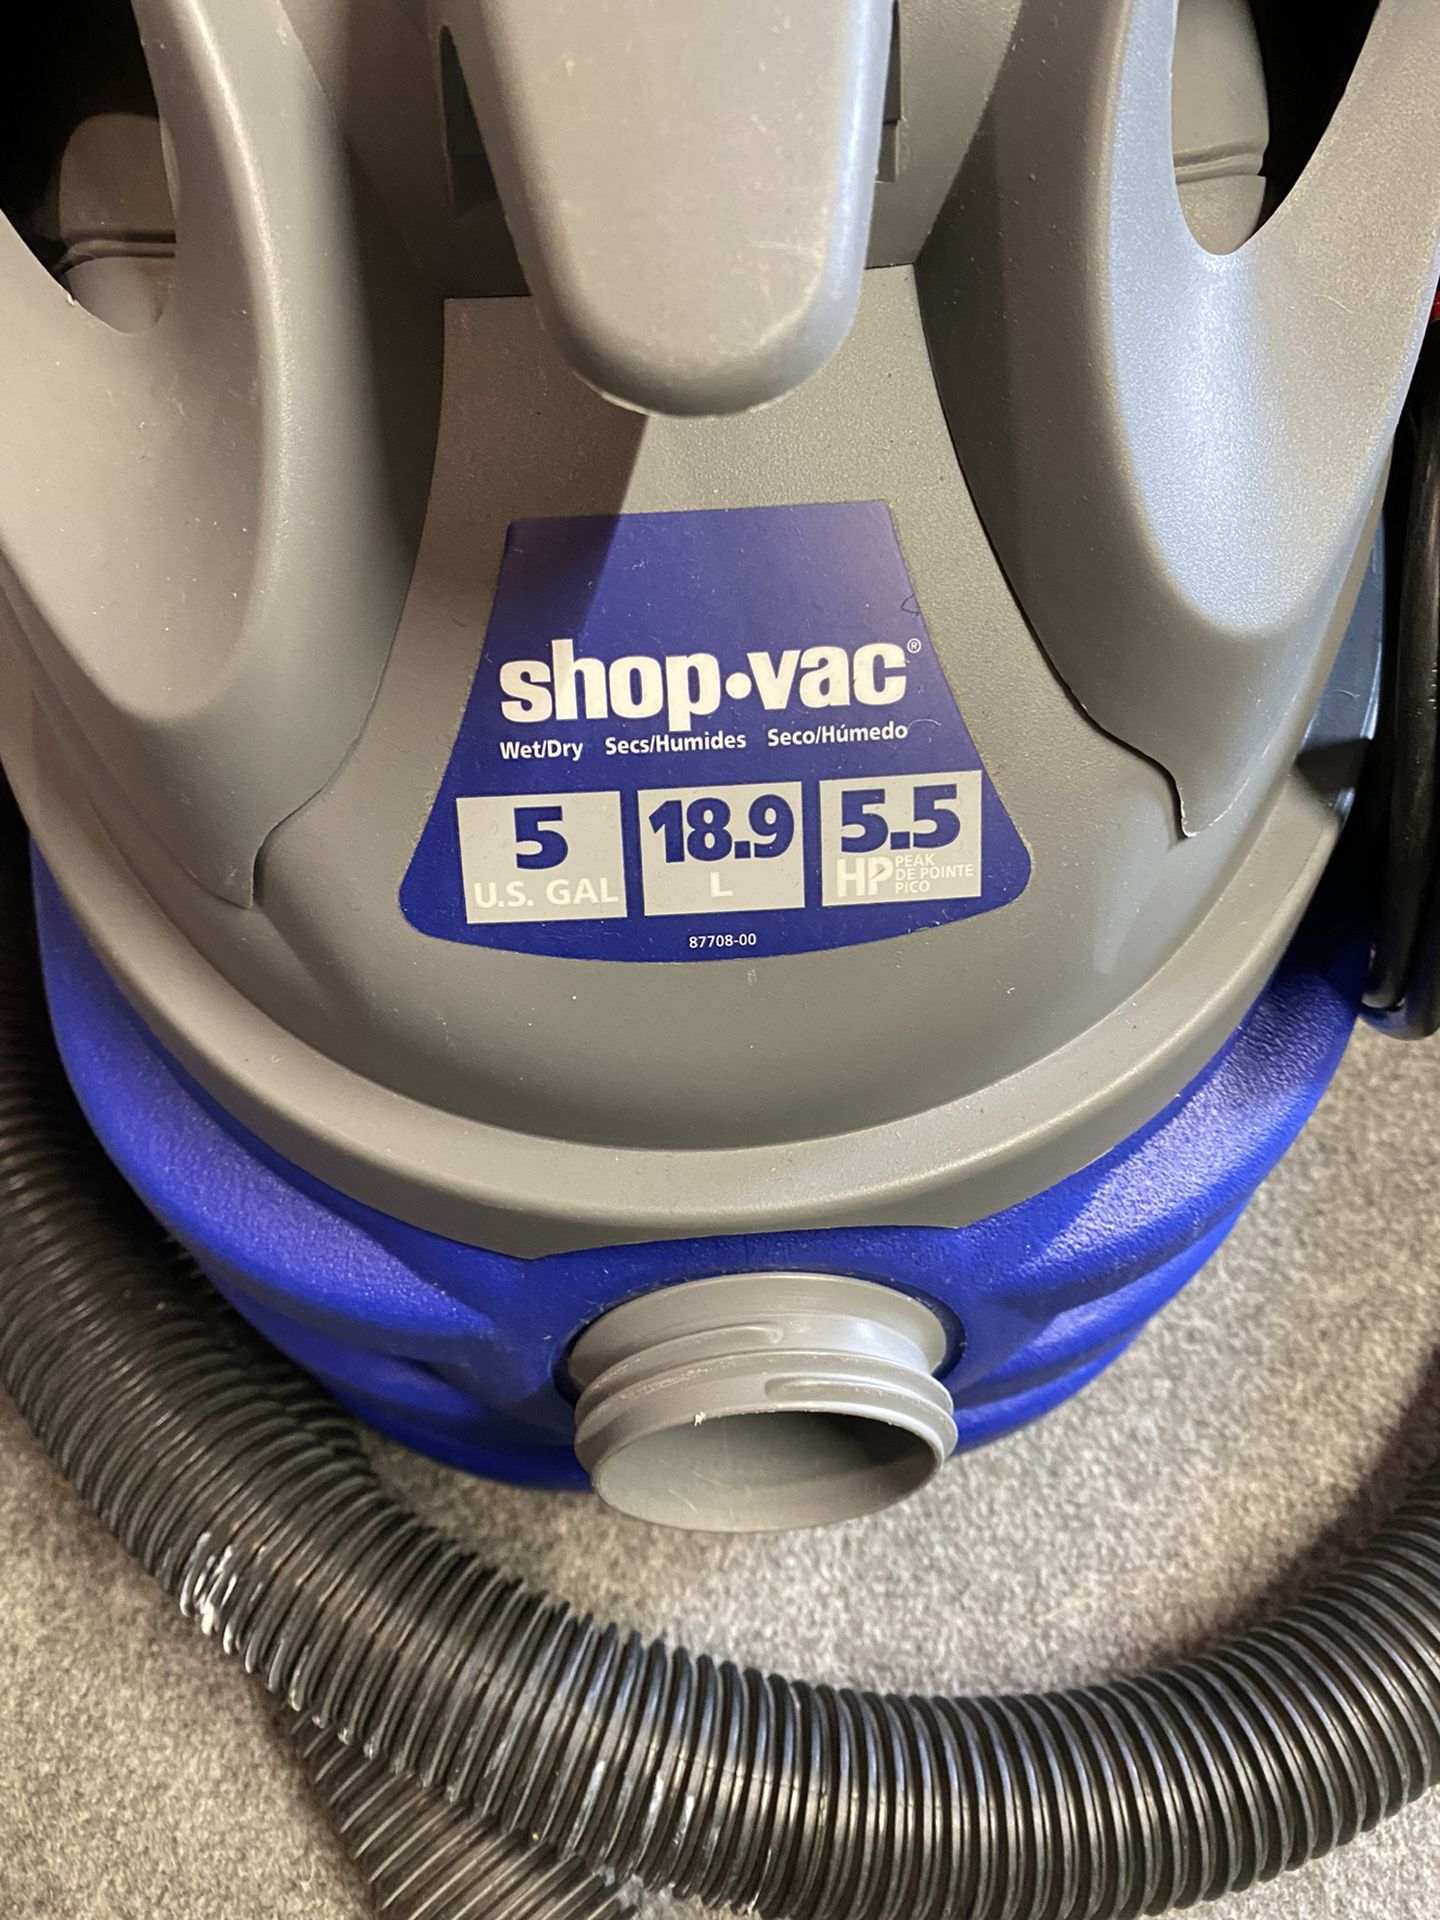 shop·vac®
Wet/Dry Secs/Humides Seco/Húmedo
5 U.S. GAL
18.9 L
5.5 HP PEAK DE POINTE PICO
87708-00